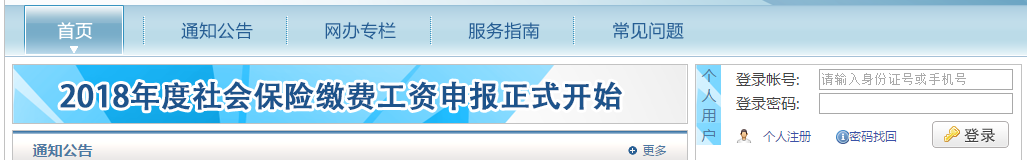 首页 通知公告 网办专栏 服务指南 常见问题
2018年度社会保险缴费工资申报正式开始
通知公告 更多
个人用户
登录帐号: 请输入身份证号或手机号
登录密码:
个人注册 密码找回 登录